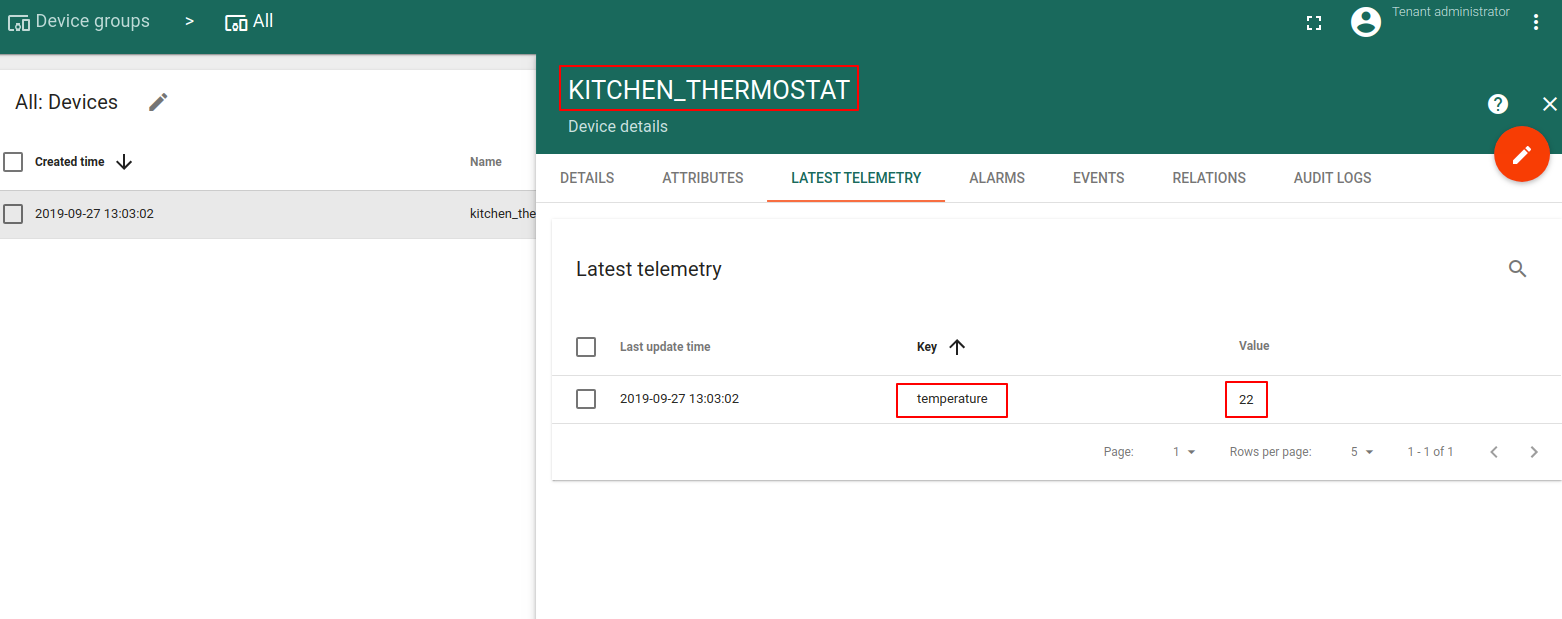 Device groups > All
Tenant administrator
All: Devices
Created time Name
2019-09-27 13:03:02 kitchen_the
KITCHEN_THERMOSTAT
Device details
DETAILS ATTRIBUTES LATEST TELEMETRY ALARMS EVENTS RELATIONS AUDIT LOGS
Latest telemetry
Last update time Key Value
2019-09-27 13:03:02 temperature 22
Page: 1 Rows per page: 5 1 - 1 of 1